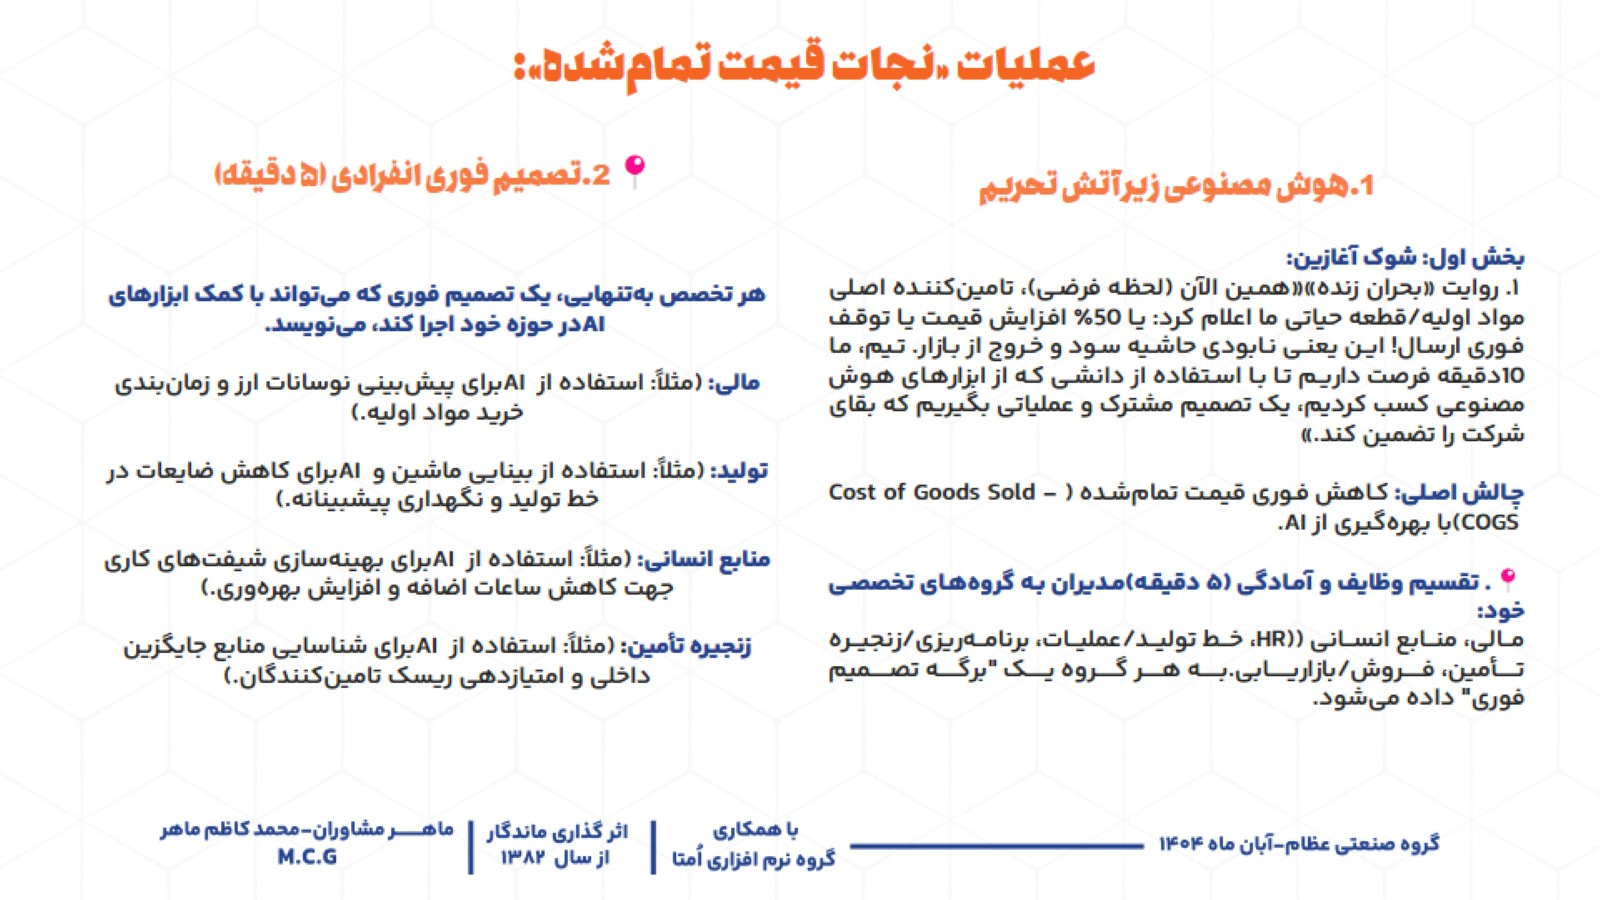 عملیات «نجات قیمت تمام‌شده»:
1.هوش مصنوعی زیرآتش تحریم
بخش اول: شوک آغازین:
۱. روایت «بحران زنده»«همین الآن (لحظه فرضی)، تامین‌کننده اصلی
مواد اولیه/قطعه حیاتی ما اعلام کرد: یا 50% افزایش قیمت یا توقف
فوری ارسال! این یعنی نابودی حاشیه سود و خروج از بازار. تیم، ما
10دقیقه فرصت داریم تا با استفاده از دانشی که از ابزارهای هوش
مصنوعی کسب کردیم، یک تصمیم مشترک و عملیاتی بگیریم که بقای
شرکت را تضمین کند.»
چالش اصلی: کاهش فوری قیمت تمام‌شده ( Cost of Goods Sold –
COGS)با بهره‌گیری از AI.
📍. تقسیم وظایف و آمادگی (۵ دقیقه)مدیران به گروه‌های تخصصی
خود:
مالی، منابع انسانی ((HR، خط تولید/عملیات، برنامه‌ریزی/زنجیره
تأمین، فروش/بازاریابی.به هر گروه یک "برگه تصمیم
فوری" داده می‌شود.
📍 2.تصمیم فوری انفرادی (۵ دقیقه)
هر تخصص به‌تنهایی، یک تصمیم فوری که می‌تواند با کمک ابزارهای
AIدر حوزه خود اجرا کند، می‌نویسد.
مالی: (مثلاً: استفاده از AIبرای پیش‌بینی نوسانات ارز و زمان‌بندی
خرید مواد اولیه.)
تولید: (مثلاً: استفاده از بینایی ماشین و AIبرای کاهش ضایعات در
خط تولید و نگهداری پیشبینانه.)
منابع انسانی: (مثلاً: استفاده از AIبرای بهینه‌سازی شیفت‌های کاری
جهت کاهش ساعات اضافه و افزایش بهره‌وری.)
زنجیره تأمین: (مثلاً: استفاده از AIبرای شناسایی منابع جایگزین
داخلی و امتیازدهی ریسک تامین‌کنندگان.)
گروه صنعتی عظام-آبان ماه ۱۴۰۴
با همکاری
گروه نرم افزاری اُمتا
اثر گذاری ماندگار
از سال ۱۳۸۲
ماهر مشاوران-محمد کاظم ماهر
M.C.G